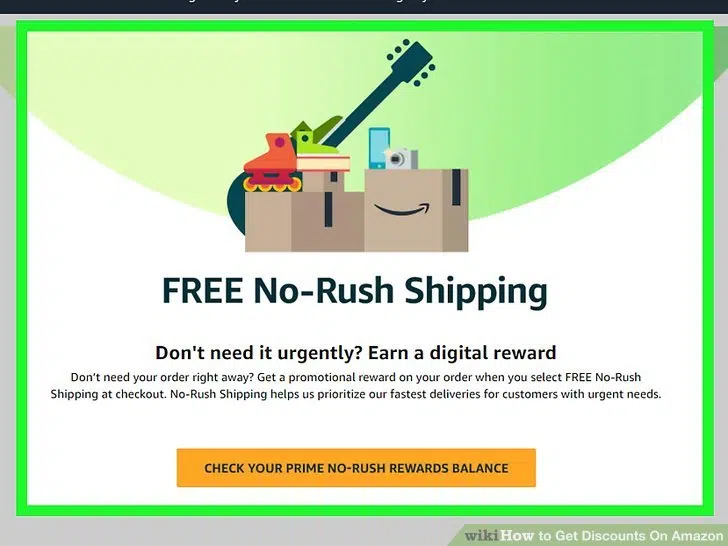 FREE No-Rush Shipping
Don't need it urgently? Earn a digital reward
Don’t need your order right away? Get a promotional reward on your order when you select FREE No-Rush
Shipping at checkout. No-Rush Shipping helps us prioritize our fastest deliveries for customers with urgent needs.
CHECK YOUR PRIME NO-RUSH REWARDS BALANCE
wikiHow to Get Discounts On Amazon